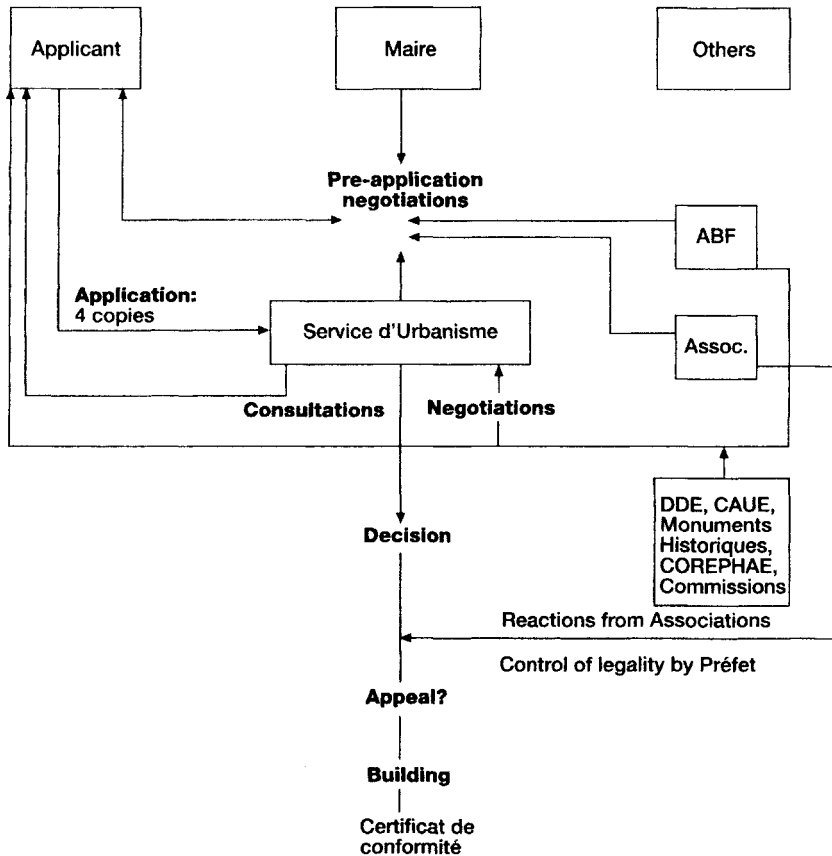 Applicant
Maire
Others
Pre-application
negotiations
ABF
Application:
4 copies
Service d'Urbanisme
Assoc.
Consultations
Negotiations
DDE, CAUE,
Monuments
Historiques,
COREPHAE,
Commissions
Decision
Reactions from Associations
Control of legality by Préfet
Appeal?
Building
Certificat de
conformité